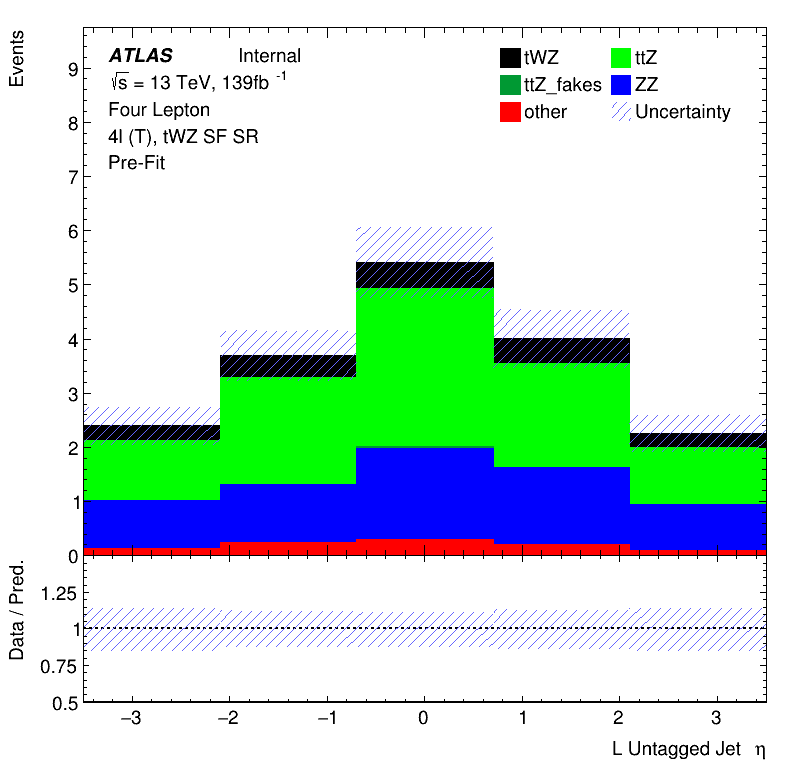 Events
9
8
7
6
5
4
3
2
1
0
ATLAS Internal
√s = 13 TeV, 139fb⁻¹
Four Lepton
4l (T), tWZ SF SR
Pre-Fit
tWZ ttZ
ttZ_fakes ZZ
other Uncertainty
Data / Pred.
1.25
1
0.75
0.5
−3 −2 −1 0 1 2 3
L Untagged Jet η